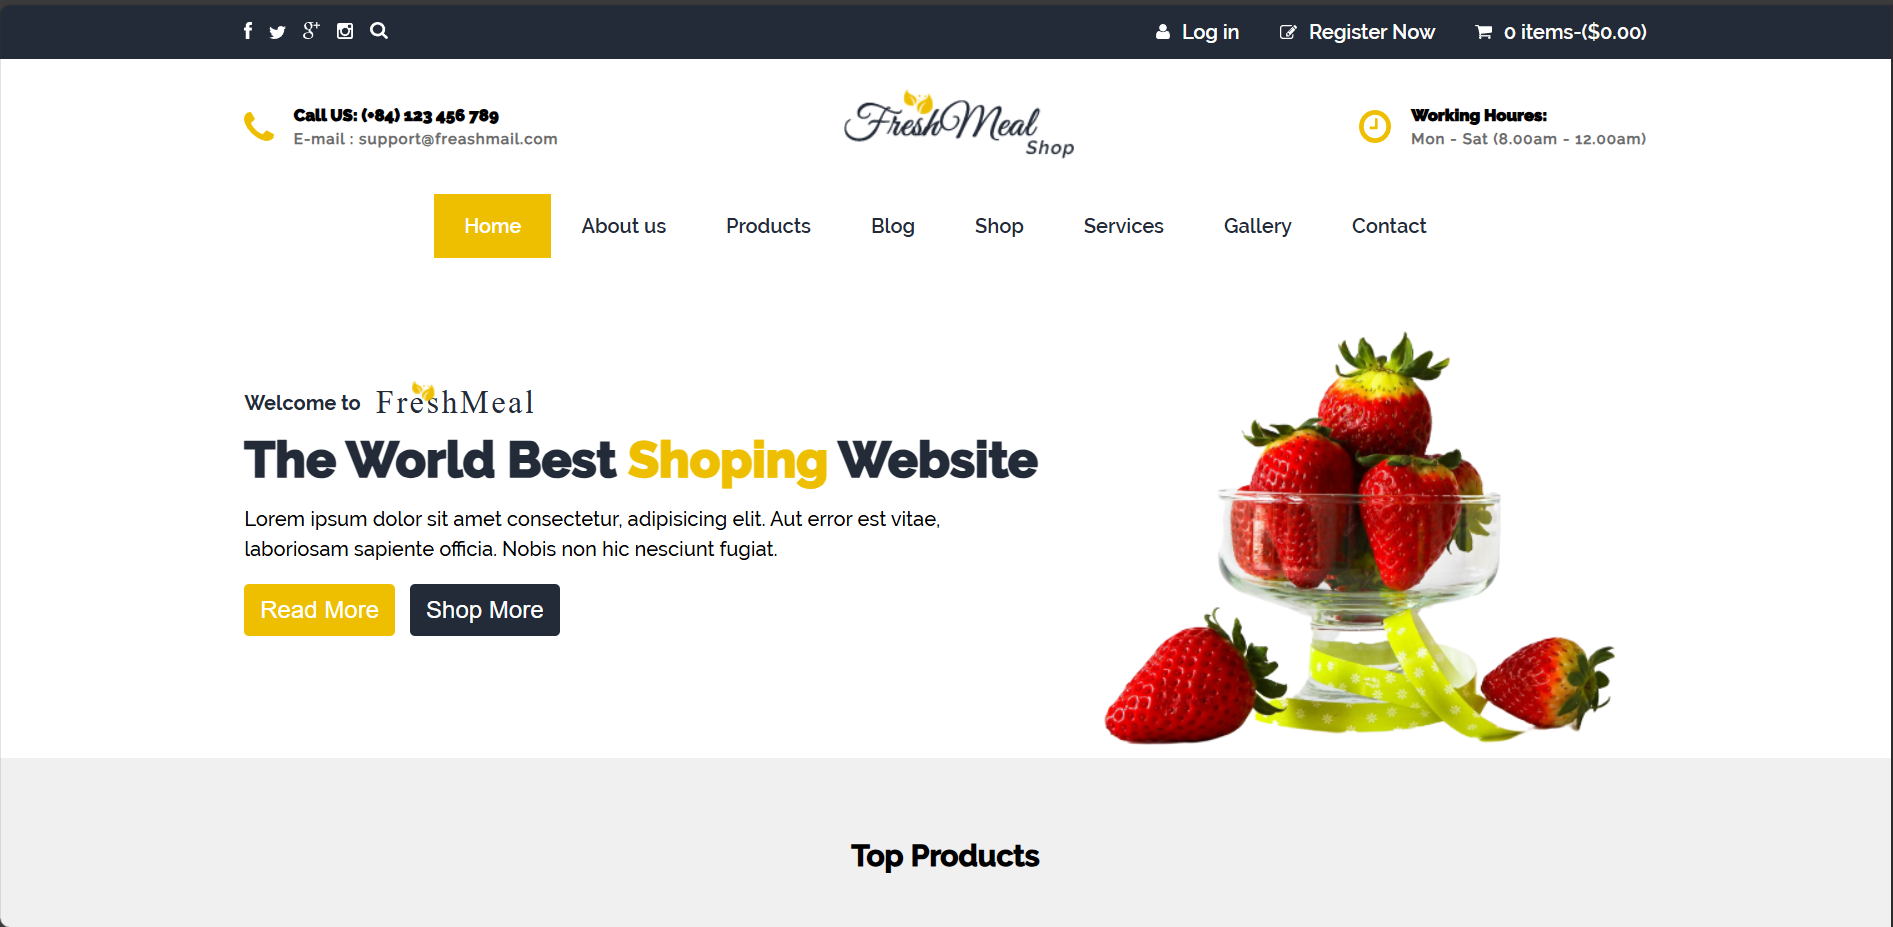 Log in
Register Now
0 items-($0.00)
Call US: (+84) 123 456 789
E-mail : support@freashmail.com
FreshMeal
Shop
Working Houres:
Mon - Sat (8.00am - 12.00am)
Home
About us
Products
Blog
Shop
Services
Gallery
Contact
Welcome to FreshMeal
The World Best Shoping Website
Lorem ipsum dolor sit amet consectetur, adipisicing elit. Aut error est vitae,
laboriosam sapiente officia. Nobis non hic nesciunt fugiat.
Read More
Shop More
Top Products